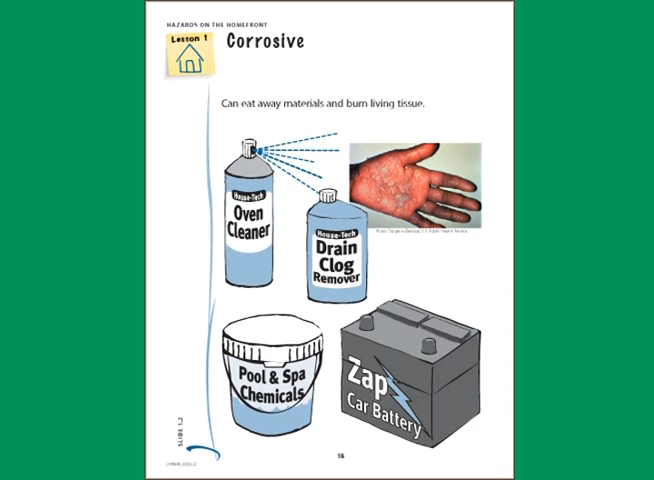 HAZARDS ON THE HOMEFRONT
Lesson 1
Corrosive
Can eat away materials and burn living tissue.
House-Tech
Oven
Cleaner
House-Tech
Drain
Clog
Remover
Pool & Spa
Chemicals
Zap
Car Battery
SLIDE 1.2
16